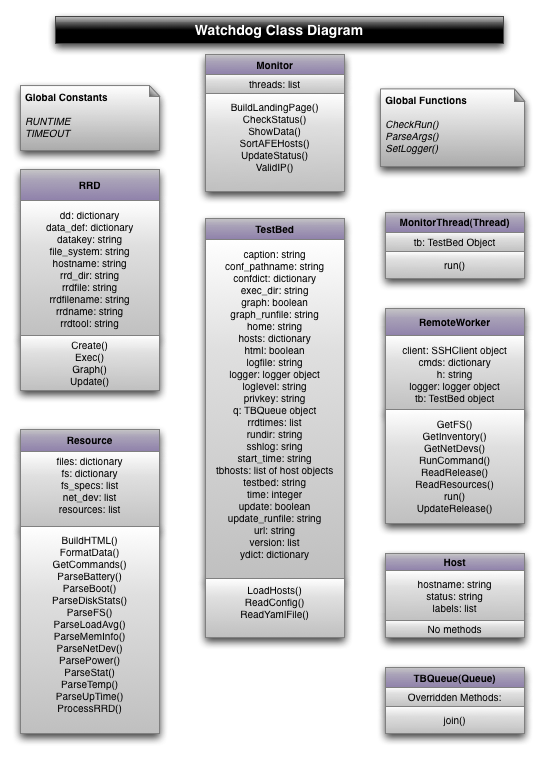 Watchdog Class Diagram
Global Constants
RUNTIME
TIMEOUT
RRD
dd: dictionary
data_def: dictionary
datakey: string
file_system: string
hostname: string
rrd_dir: string
rrdfile: string
rrdfilename: string
rrdname: string
rrdtool: string
Create()
Exec()
Graph()
Update()
Resource
files: dictionary
fs: dictionary
fs_specs: list
net_dev: list
resources: list
BuildHTML()
FormatData()
GetCommands()
ParseBattery()
ParseBoot()
ParseDiskStats()
ParseFS()
ParseLoadAvg()
ParseMemInfo()
ParseNetDev()
ParsePower()
ParseStat()
ParseTemp()
ParseUpTime()
ProcessRRD()
Monitor
threads: list
BuildLandingPage()
CheckStatus()
ShowData()
SortAFEHosts()
UpdateStatus()
ValidIP()
TestBed
caption: string
conf_pathname: string
confdict: dictionary
exec_dir: string
graph: boolean
graph_runfile: string
home: string
hosts: dictionary
html: boolean
logfile: string
logger: logger object
loglevel: string
privkey: string
q: TBQueue object
rrdtimes: list
rundir: string
sshlog: string
start_time: string
tbhosts: list of host objects
testbed: string
time: integer
update: boolean
update_runfile: string
url: string
version: list
ydict: dictionary
LoadHosts()
ReadConfig()
ReadYamlFile()
Global Functions
CheckRun()
ParseArgs()
SetLogger()
MonitorThread(Thread)
tb: TestBed Object
run()
RemoteWorker
client: SSHClient object
cmds: dictionary
h: string
logger: logger object
tb: TestBed object
GetFS()
GetInventory()
GetNetDevs()
RunCommand()
ReadRelease()
ReadResources()
run()
UpdateRelease()
Host
hostname: string
status: string
labels: list
No methods
TBQueue(Queue)
Overridden Methods:
join()